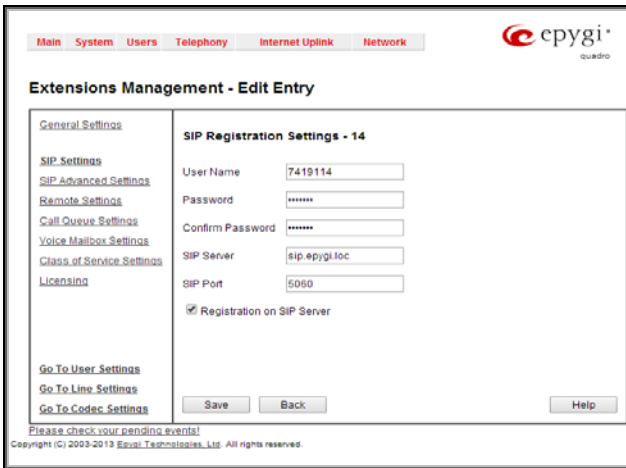 Main System Users Telephony Internet Uplink Network
epygi
quadro
Extensions Management - Edit Entry
General Settings
SIP Settings
SIP Advanced Settings
Remote Settings
Call Queue Settings
Voice Mailbox Settings
Class of Service Settings
Licensing
Go To User Settings
Go To Line Settings
Go To Codec Settings
SIP Registration Settings - 14
User Name 7419114
Password •••••••
Confirm Password •••••••
SIP Server sip.epygi.loc
SIP Port 5060
Registration on SIP Server
Save Back Help
Please check your pending events!
Copyright (C) 2003-2013 Epygi Technologies, Ltd. All rights reserved.